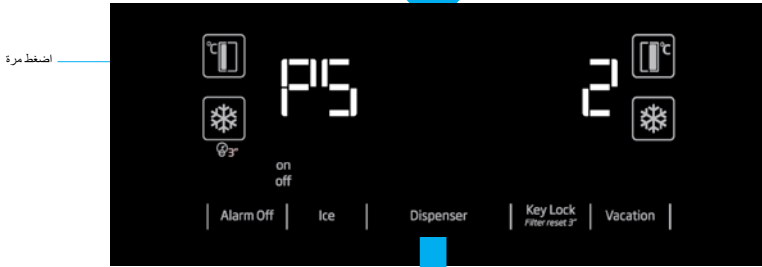 اضغط مرة
°C
°C
PS 2
3"
on
off
Alarm Off
Ice
Dispenser
Key Lock
Filter reset 3"
Vacation